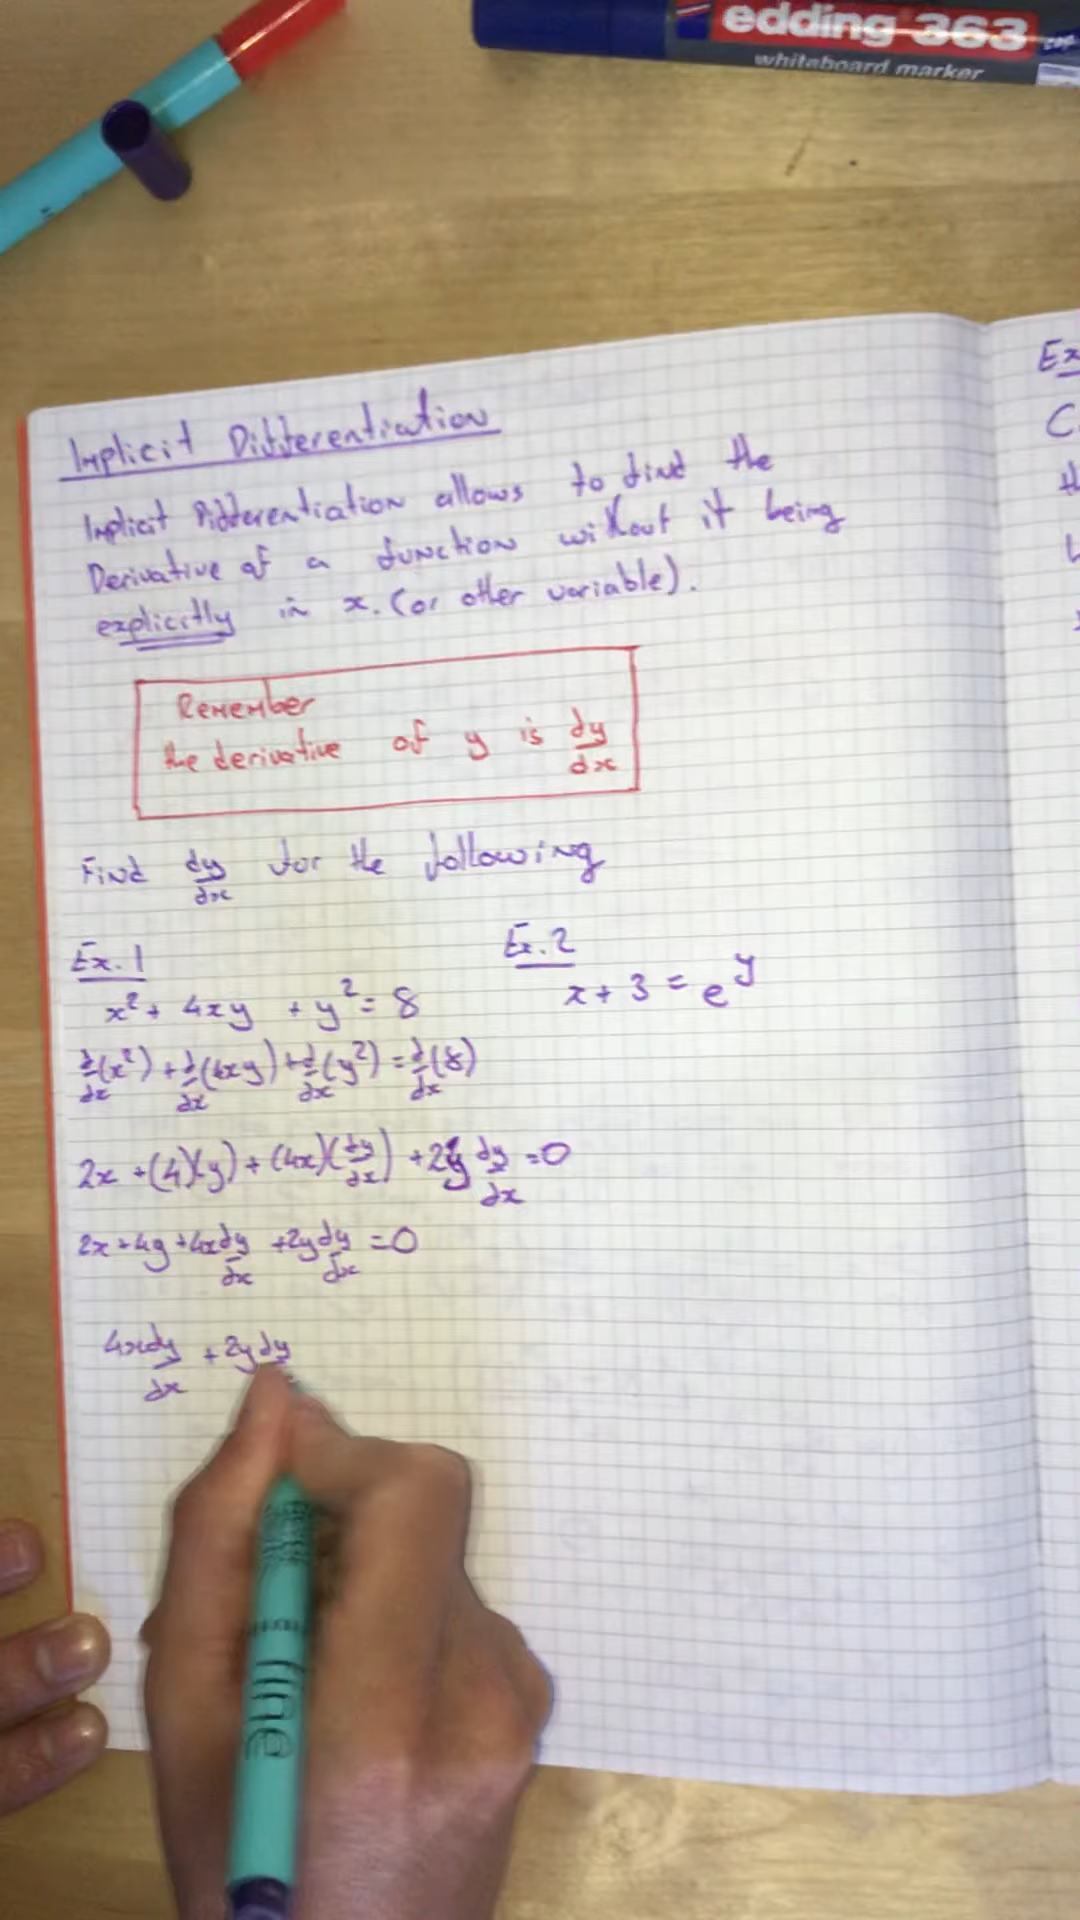 edding 363
whiteboard marker
Implicit Differentiation
Implicit Differentiation allows to find the
Derivative of a function without it being
explicitly in x. (or other variable).
Remember
the derivative of y is dy/dx
Find dy/dx for the following
Ex. 1
x² + 4xy + y² = 8
d/dx(x²) + d/dx(4xy) + d/dx(y²) = d/dx(8)
2x + (4)(y) + (4x)(dy/dx) + 2y dy/dx = 0
2x + 4y + 4x dy/dx + 2y dy/dx = 0
4x dy/dx + 2y dy
Ex. 2
x + 3 = e^y
Ex
fine